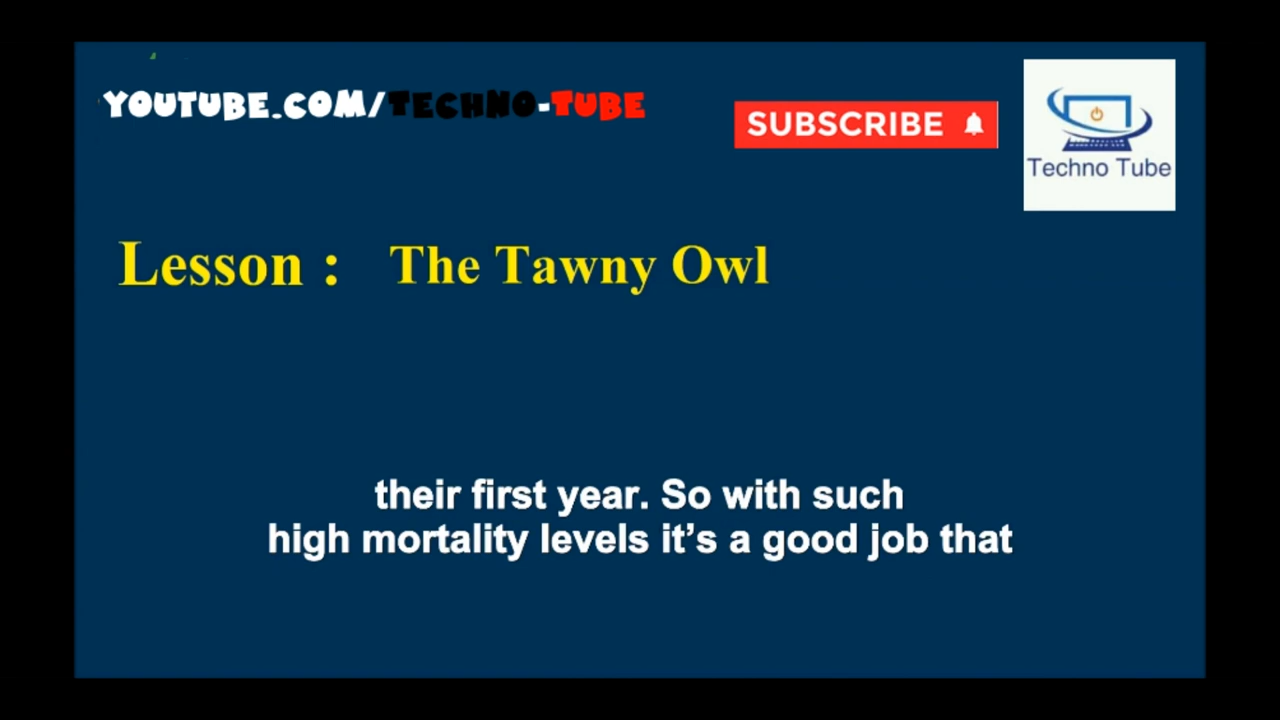 YOUTUBE.COM/TECHNO-TUBE
SUBSCRIBE
Techno Tube
Lesson : The Tawny Owl
their first year. So with such
high mortality levels it’s a good job that